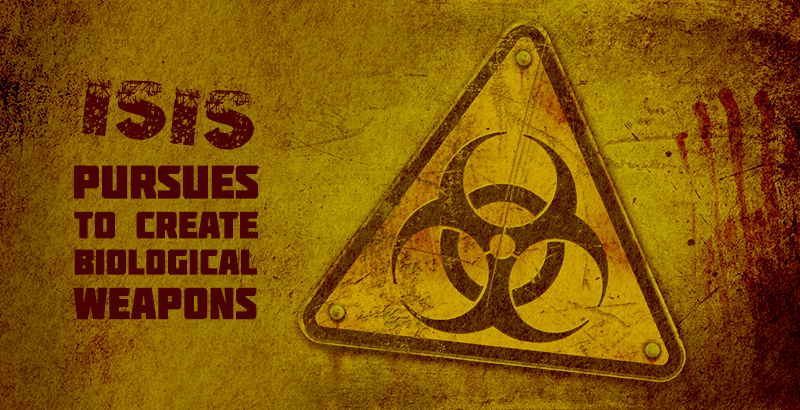 ISIS
PURSUES
TO CREATE
BIOLOGICAL
WEAPONS